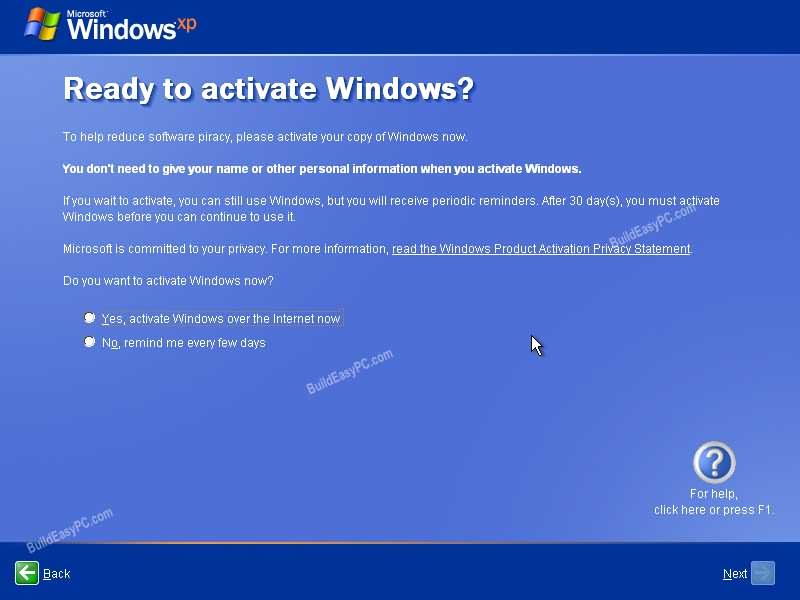 Microsoft
Windows xp
Ready to activate Windows?
To help reduce software piracy, please activate your copy of Windows now.
You don't need to give your name or other personal information when you activate Windows.
If you wait to activate, you can still use Windows, but you will receive periodic reminders. After 30 day(s), you must activate
Windows before you can continue to use it.
BuildEasyPC.com
Microsoft is committed to your privacy. For more information, read the Windows Product Activation Privacy Statement.
Do you want to activate Windows now?
Yes, activate Windows over the Internet now
No, remind me every few days
BuildEasyPC.com
?
For help,
click here or press F1.
BuildEasyPC.com
Back
Next